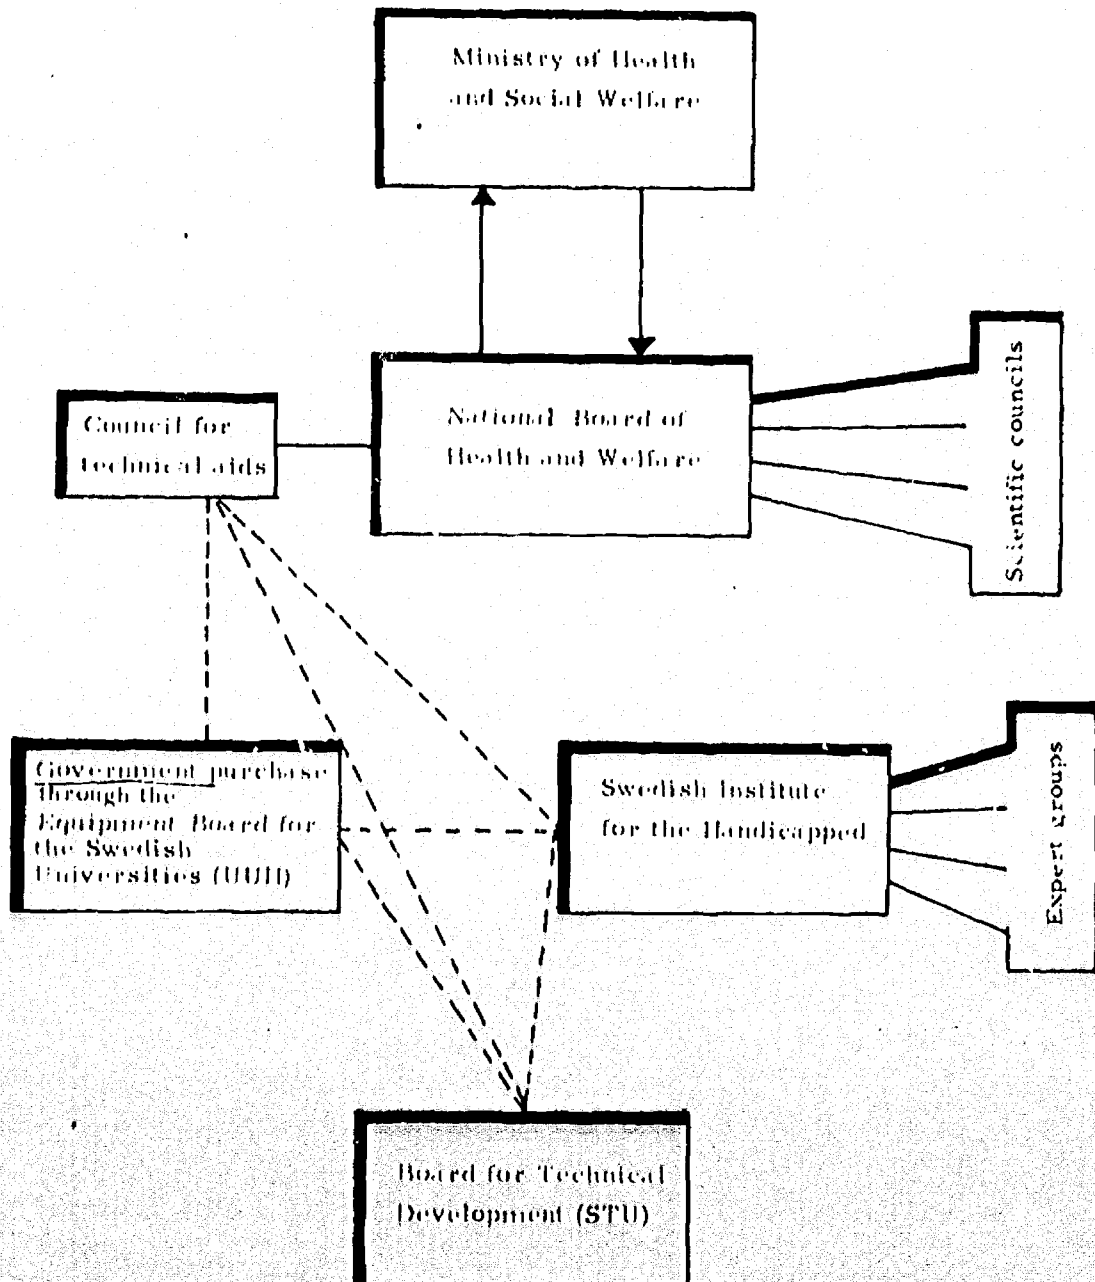 Ministry of Health
and Social Welfare
National Board of
Health and Welfare
Scientific councils
Council for
technical aids
Government purchase
through the
Equipment Board for
the Swedish
Universities
Swedish Institute
for the Handicapped
Expert groups
Board for Technical
Development (STU)